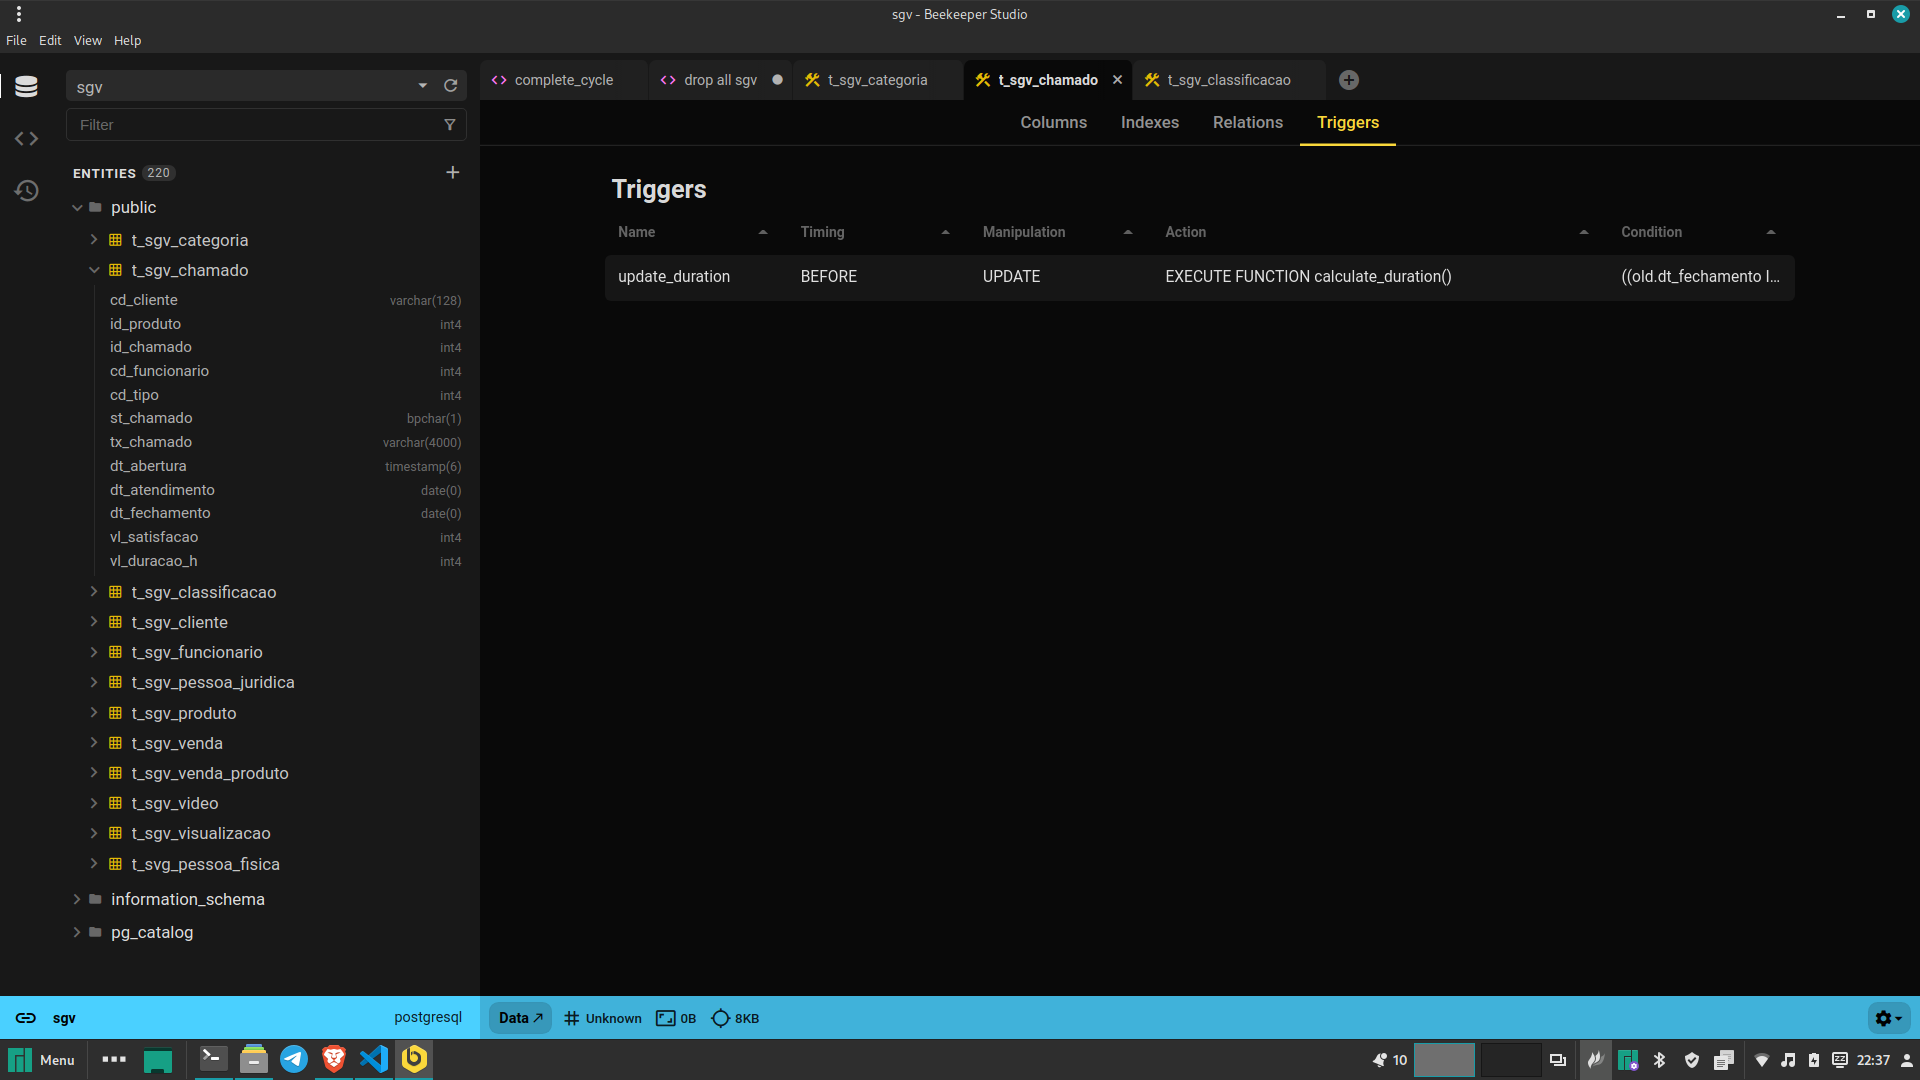 sgv - Beekeeper Studio
File Edit View Help
sgv
Filter
ENTITIES 220
public
t_sgv_categoria
t_sgv_chamado
cd_cliente varchar(128)
id_produto int4
id_chamado int4
cd_funcionario int4
cd_tipo int4
st_chamado bpchar(1)
tx_chamado varchar(4000)
dt_abertura timestamp(6)
dt_atendimento date(0)
dt_fechamento date(0)
vl_satisfacao int4
vl_duracao_h int4
t_sgv_classificacao
t_sgv_cliente
t_sgv_funcionario
t_sgv_pessoa_juridica
t_sgv_produto
t_sgv_venda
t_sgv_venda_produto
t_sgv_video
t_sgv_visualizacao
t_svg_pessoa_fisica
information_schema
pg_catalog
complete_cycle drop all sgv t_sgv_categoria t_sgv_chamado t_sgv_classificacao
Columns Indexes Relations Triggers
Triggers
Name Timing Manipulation Action Condition
update_duration BEFORE UPDATE EXECUTE FUNCTION calculate_duration() ((old.dt_fechamento I...
sgv postgresql Data Unknown 0B 8KB
Menu 10 22:37